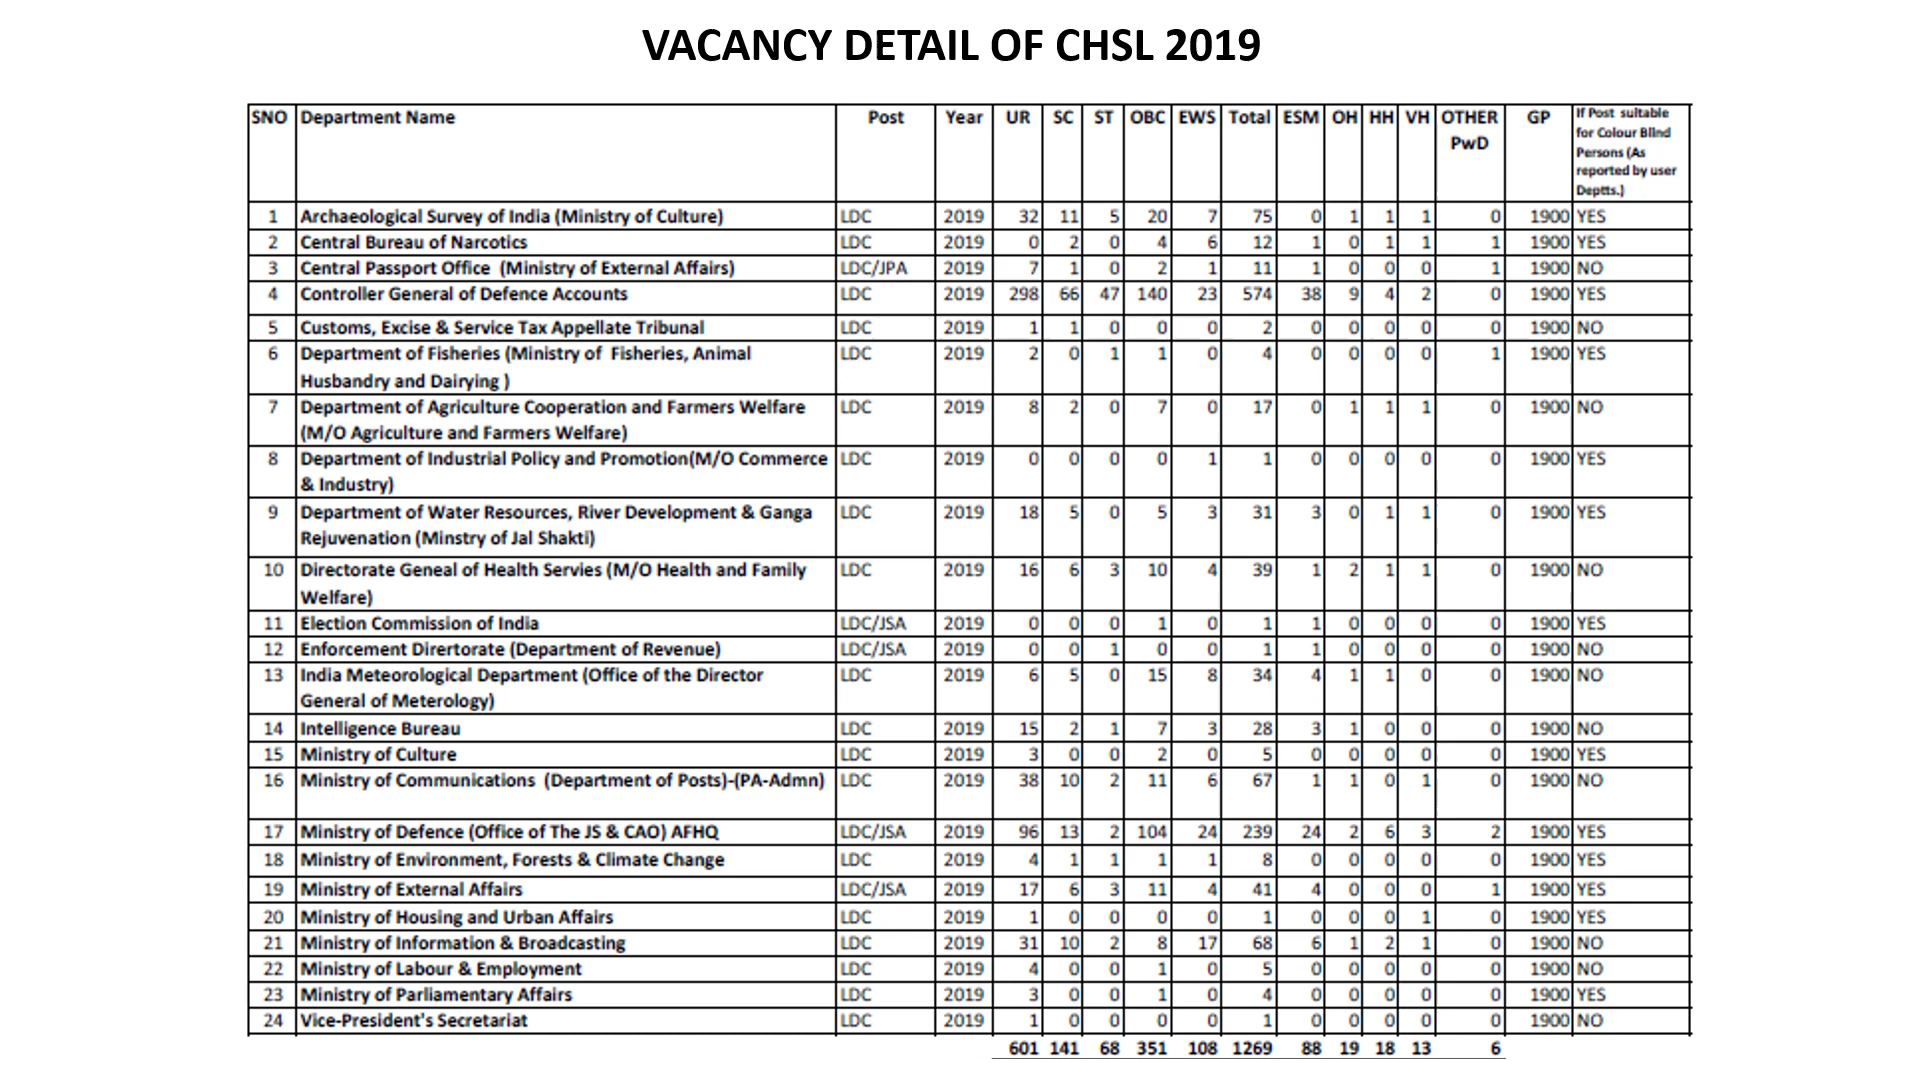 VACANCY DETAIL OF CHSL 2019
SNO Department Name Post Year UR SC ST OBC EWS Total ESM OH HH VH OTHER PwD GP If Post suitable for Colour Blind Persons (As reported by user Deptts.)
1 Archaeological Survey of India (Ministry of Culture) LDC 2019 32 11 5 20 7 75 0 1 1 1 0 1900 YES
2 Central Bureau of Narcotics LDC 2019 0 2 0 4 6 12 1 0 1 1 1 1900 YES
3 Central Passport Office (Ministry of External Affairs) LDC/JPA 2019 7 1 0 2 1 11 1 0 0 0 1 1900 NO
4 Controller General of Defence Accounts LDC 2019 298 66 47 140 23 574 38 9 4 2 0 1900 YES
5 Customs, Excise & Service Tax Appellate Tribunal LDC 2019 1 1 0 0 0 2 0 0 0 0 0 1900 NO
6 Department of Fisheries (Ministry of Fisheries, Animal LDC 2019 2 0 1 1 0 4 0 0 0 0 1 1900 YES
Husbandry and Dairying )
7 Department of Agriculture Cooperation and Farmers Welfare LDC 2019 8 2 0 7 0 17 0 1 1 1 0 1900 NO
(M/O Agriculture and Farmers Welfare)
8 Department of Industrial Policy and Promotion(M/O Commerce LDC 2019 0 0 0 0 1 1 0 0 0 0 0 1900 YES
& Industry)
9 Department of Water Resources, River Development & Ganga LDC 2019 18 5 0 5 3 31 3 0 1 1 0 1900 YES
Rejuvenation (Minstry of Jal Shakti)
10 Directorate Geneal of Health Servies (M/O Health and Family LDC 2019 16 6 3 10 4 39 1 2 1 1 0 1900 NO
Welfare)
11 Election Commission of India LDC/JSA 2019 0 0 0 1 0 1 1 0 0 0 0 1900 YES
12 Enforcement Dirertorate (Department of Revenue) LDC/JSA 2019 0 0 1 0 0 1 1 0 0 0 0 1900 NO
13 India Meteorological Department (Office of the Director LDC 2019 6 5 0 15 8 34 4 1 1 0 0 1900 NO
General of Meterology)
14 Intelligence Bureau LDC 2019 15 2 1 7 3 28 3 1 0 0 0 1900 NO
15 Ministry of Culture LDC 2019 3 0 0 2 0 5 0 0 0 0 0 1900 YES
16 Ministry of Communications (Department of Posts)-(PA-Admn) LDC 2019 38 10 2 11 6 67 1 1 0 1 0 1900 NO
17 Ministry of Defence (Office of The JS & CAO) AFHQ LDC/JSA 2019 96 13 2 104 24 239 24 2 6 3 2 1900 YES
18 Ministry of Environment, Forests & Climate Change LDC 2019 4 1 1 1 1 8 0 0 0 0 0 1900 YES
19 Ministry of External Affairs LDC/JSA 2019 17 6 3 11 4 41 4 0 0 0 1 1900 YES
20 Ministry of Housing and Urban Affairs LDC 2019 1 0 0 0 0 1 0 0 0 1 0 1900 YES
21 Ministry of Information & Broadcasting LDC 2019 31 10 2 8 17 68 6 1 2 1 0 1900 NO
22 Ministry of Labour & Employment LDC 2019 4 0 0 1 0 5 0 0 0 0 0 1900 NO
23 Ministry of Parliamentary Affairs LDC 2019 3 0 0 1 0 4 0 0 0 0 0 1900 YES
24 Vice-President's Secretariat LDC 2019 1 0 0 0 0 1 0 0 0 0 0 1900 NO
601 141 68 351 108 1269 88 19 18 13 6